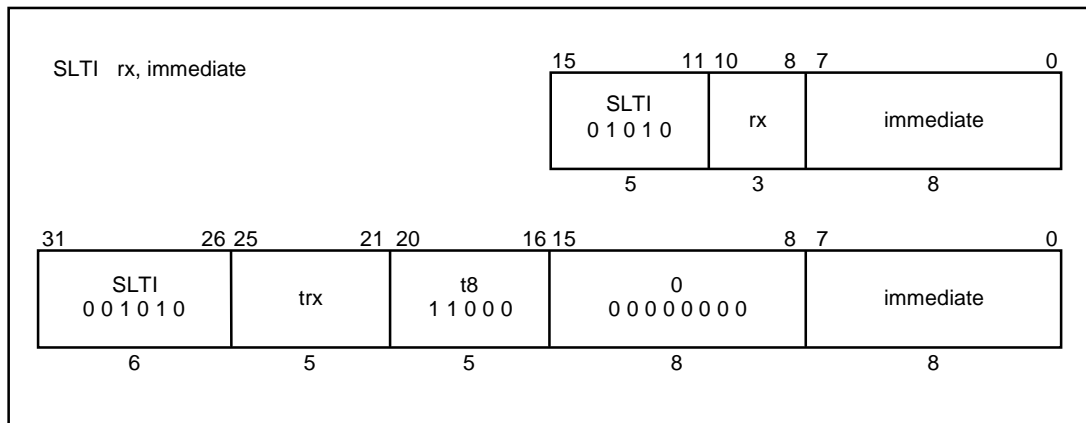 SLTI rx, immediate
15 11 10 8 7 0
SLTI rx immediate
0 1 0 1 0
5 3 8
31 26 25 21 20 16 15 8 7 0
SLTI trx t8 0 immediate
0 0 1 0 1 0 1 1 0 0 0 0 0 0 0 0 0 0 0
6 5 5 8 8